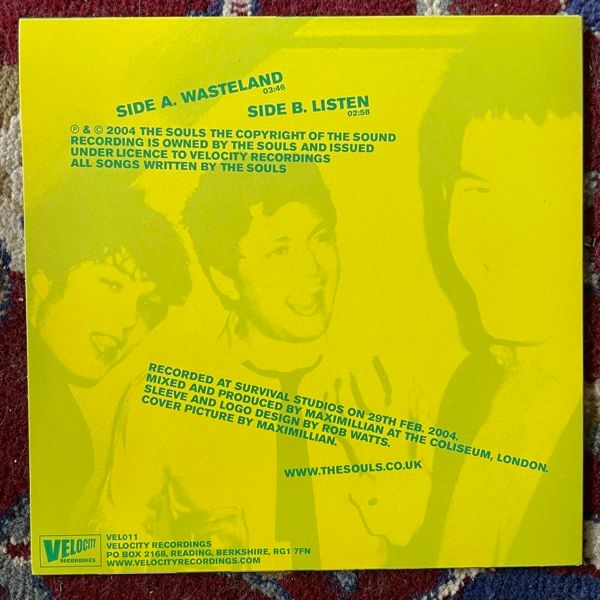 SIDE A. WASTELAND
03:46
SIDE B. LISTEN
02:58
℗ & © 2004 THE SOULS THE COPYRIGHT OF THE SOUND
RECORDING IS OWNED BY THE SOULS AND ISSUED
UNDER LICENCE TO VELOCITY RECORDINGS
ALL SONGS WRITTEN BY THE SOULS
RECORDED AT SURVIVAL STUDIOS ON 29TH FEB. 2004.
MIXED AND PRODUCED BY MAXIMILLIAN AT THE COLISEUM, LONDON.
SLEEVE AND LOGO DESIGN BY ROB WATTS.
COVER PICTURE BY MAXIMILLIAN.
WWW.THESOULS.CO.UK
VELOCITY
RECORDINGS
VEL011
VELOCITY RECORDINGS
PO BOX 2168, READING, BERKSHIRE, RG1 7FN
WWW.VELOCITYRECORDINGS.COM